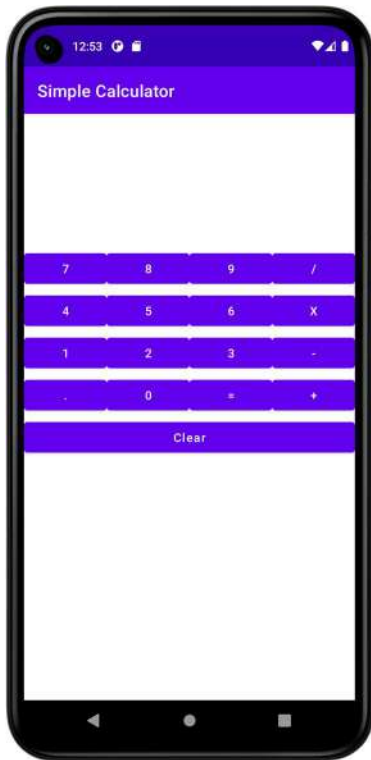 12:53
Simple Calculator
7 8 9 /
4 5 6 X
1 2 3 -
. 0 = +
Clear